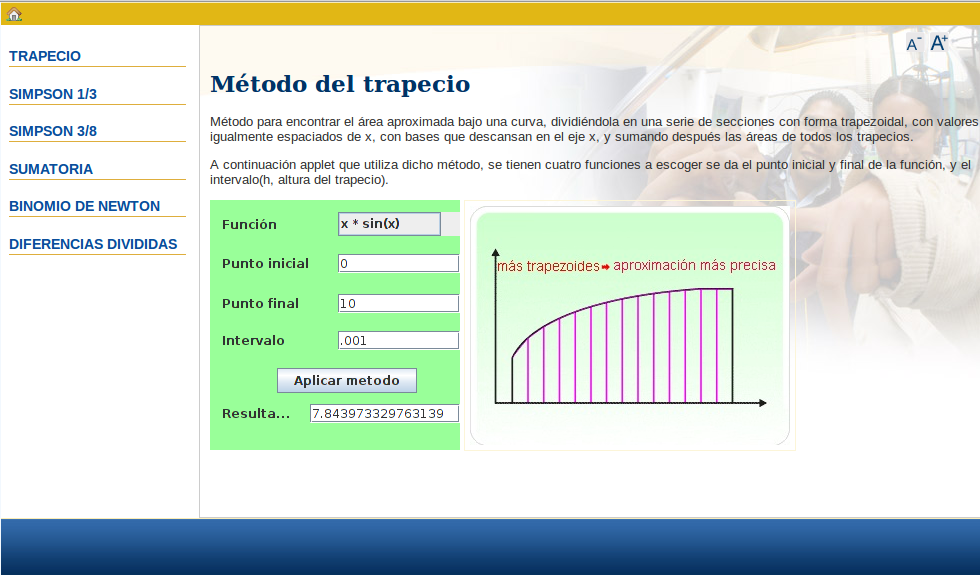 A- A+
TRAPECIO
SIMPSON 1/3
SIMPSON 3/8
SUMATORIA
BINOMIO DE NEWTON
DIFERENCIAS DIVIDIDAS
Método del trapecio
Método para encontrar el área aproximada bajo una curva, dividiéndola en una serie de secciones con forma trapezoidal, con valores
igualmente espaciados de x, con bases que descansan en el eje x, y sumando después las áreas de todos los trapecios.
A continuación applet que utiliza dicho método, se tienen cuatro funciones a escoger se da el punto inicial y final de la función, y el
intervalo(h, altura del trapecio).
Función x * sin(x)
Punto inicial 0
Punto final 10
Intervalo .001
Aplicar metodo
Resulta... 7.843973329763139
más trapezoides aproximación más precisa